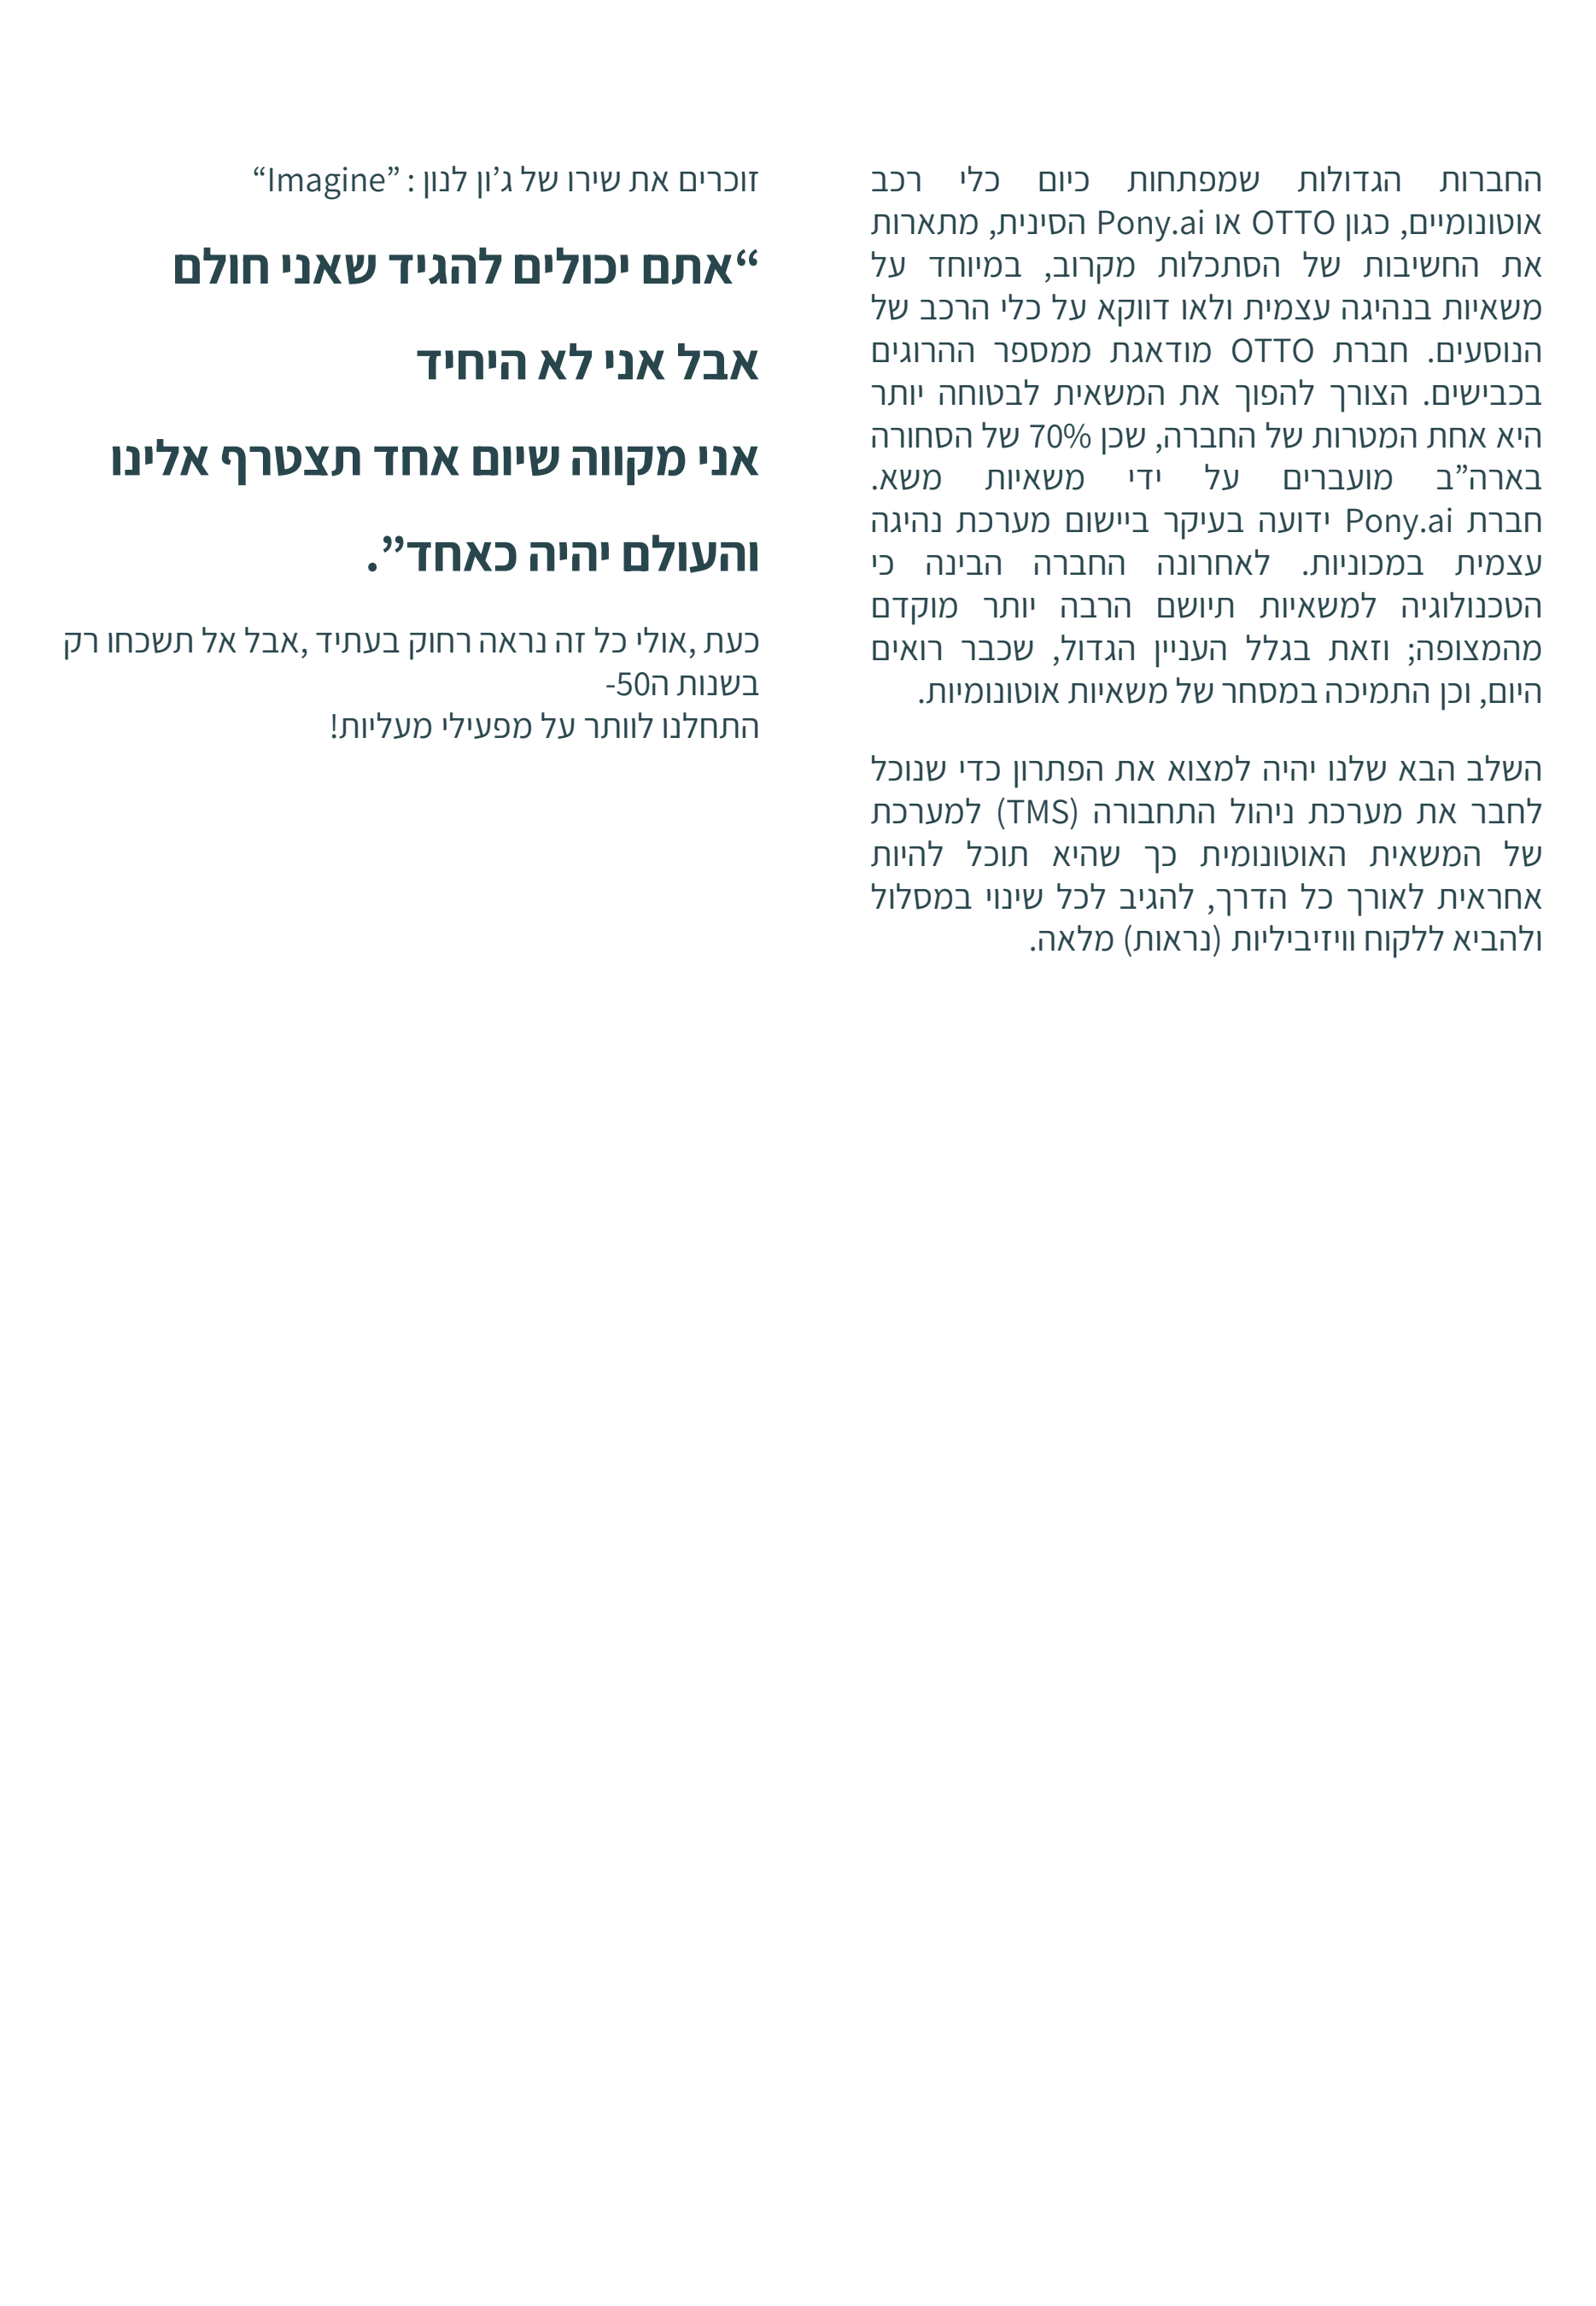 החברות הגדולות שמפתחות כיום כלי רכב
אוטונומיים, כגון OTTO או Pony.ai הסינית, מתארות
את החשיבות של הסתכלות מקרוב, במיוחד על
משאיות בנהיגה עצמית ולאו דווקא על כלי הרכב של
הנוסעים. חברת OTTO מודאגת ממספר ההרוגים
בכבישים. הצורך להפוך את המשאית לבטוחה יותר
היא אחת המטרות של החברה, שכן 70% של הסחורה
בארה”ב מועברים על ידי משאיות משא.
חברת Pony.ai ידועה בעיקר ביישום מערכת נהיגה
עצמית במכוניות. לאחרונה החברה הבינה כי
הטכנולוגיה למשאיות תיושם הרבה יותר מוקדם
מהמצופה; וזאת בגלל העניין הגדול, שכבר רואים
היום, וכן התמיכה במסחר של משאיות אוטונומיות.
השלב הבא שלנו יהיה למצוא את הפתרון כדי שנוכל
לחבר את מערכת ניהול התחבורה (TMS) למערכת
של המשאית האוטונומית כך שהיא תוכל להיות
אחראית לאורך כל הדרך, להגיב לכל שינוי במסלול
ולהביא ללקוח וויזיביליות (נראות) מלאה.
זוכרים את שירו של ג’ון לנון : “Imagine”
“אתם יכולים להגיד שאני חולם
אבל אני לא היחיד
אני מקווה שיום אחד תצטרף אלינו
והעולם יהיה כאחד”.
כעת ,אולי כל זה נראה רחוק בעתיד ,אבל אל תשכחו רק
בשנות ה50-
התחלנו לוותר על מפעילי מעליות!